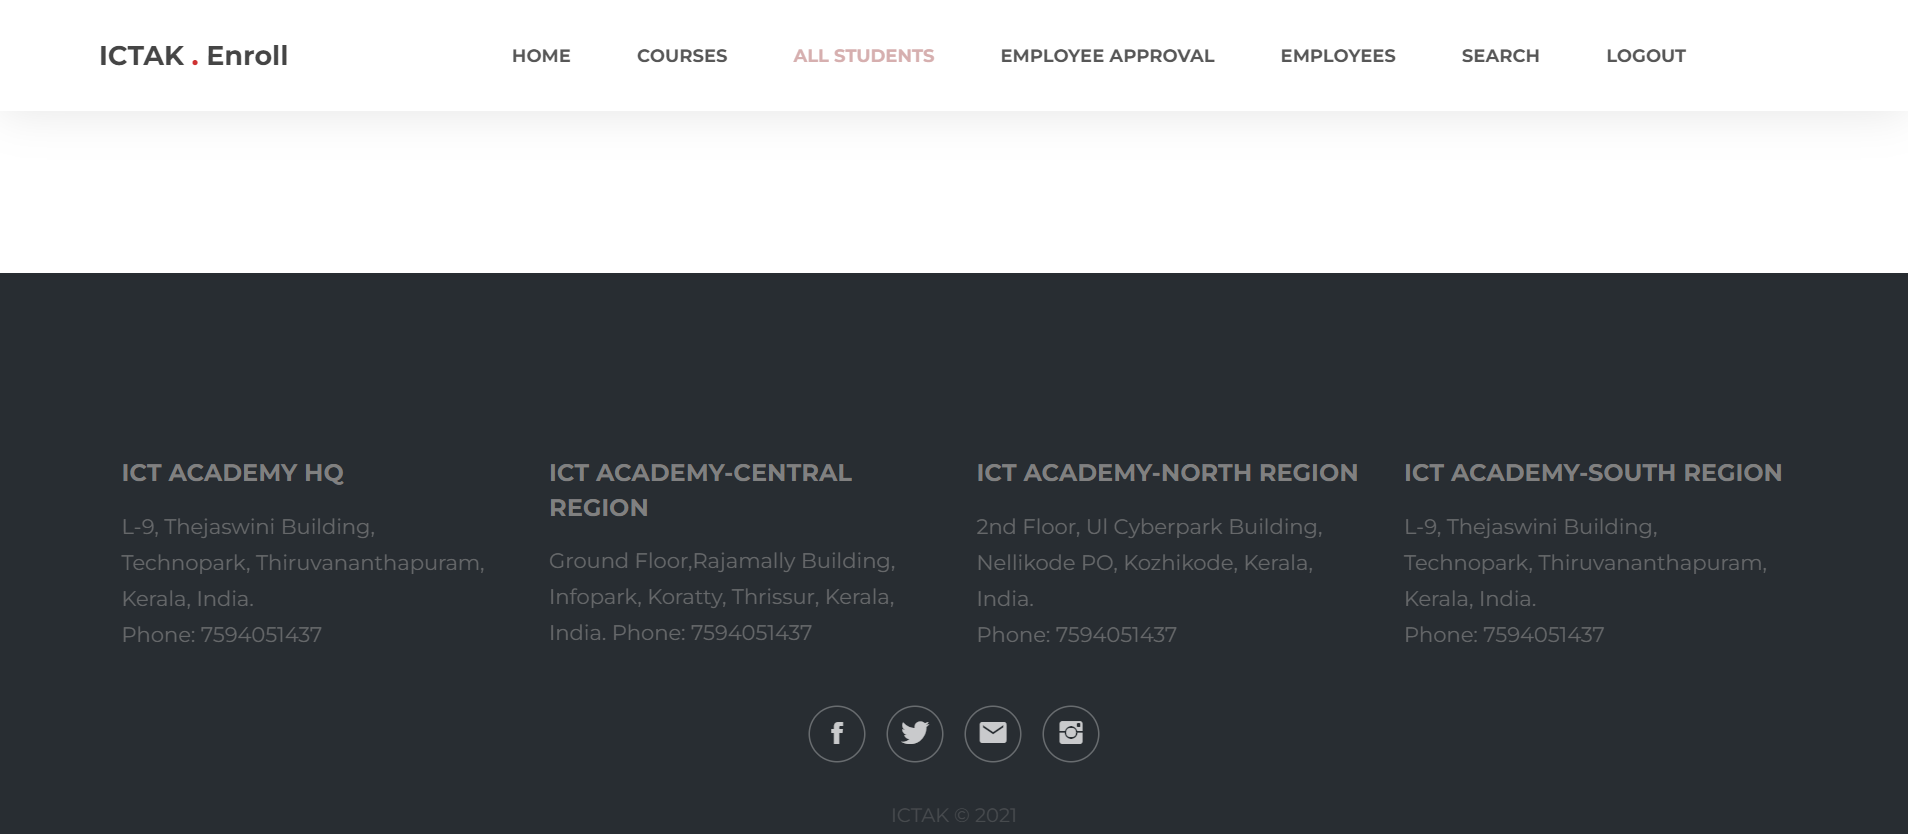 ICTAK . Enroll
HOME COURSES ALL STUDENTS EMPLOYEE APPROVAL EMPLOYEES SEARCH LOGOUT
ICT ACADEMY HQ
L-9, Thejaswini Building,
Technopark, Thiruvananthapuram,
Kerala, India.
Phone: 7594051437
ICT ACADEMY-CENTRAL
REGION
Ground Floor,Rajamally Building,
Infopark, Koratty, Thrissur, Kerala,
India. Phone: 7594051437
ICT ACADEMY-NORTH REGION
2nd Floor, Ul Cyberpark Building,
Nellikode PO, Kozhikode, Kerala,
India.
Phone: 7594051437
ICT ACADEMY-SOUTH REGION
L-9, Thejaswini Building,
Technopark, Thiruvananthapuram,
Kerala, India.
Phone: 7594051437
ICTAK © 2021